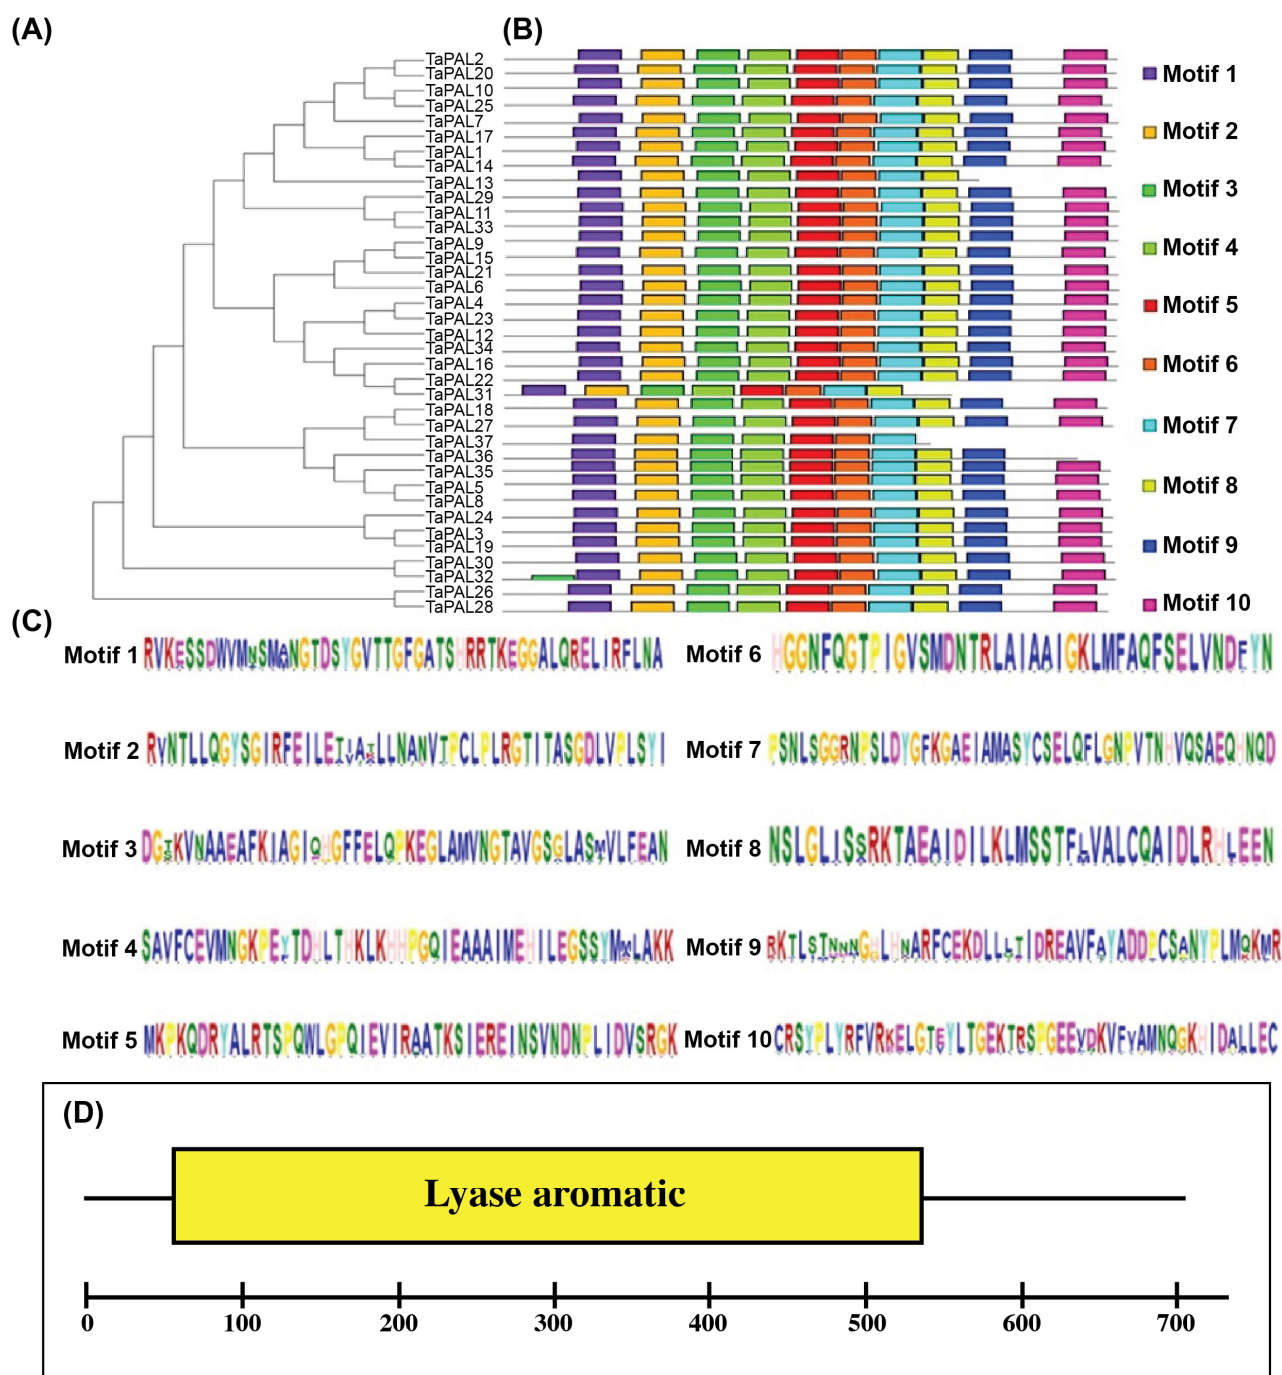 (A)
(B)
TaPAL2
TaPAL20
TaPAL10
TaPAL25
TaPAL7
TaPAL17
TaPAL1
TaPAL14
TaPAL13
TaPAL29
TaPAL11
TaPAL33
TaPAL9
TaPAL15
TaPAL21
TaPAL6
TaPAL4
TaPAL23
TaPAL12
TaPAL34
TaPAL16
TaPAL22
TaPAL31
TaPAL18
TaPAL27
TaPAL37
TaPAL36
TaPAL35
TaPAL5
TaPAL8
TaPAL24
TaPAL3
TaPAL19
TaPAL30
TaPAL32
TaPAL26
TaPAL28
Motif 1
Motif 2
Motif 3
Motif 4
Motif 5
Motif 6
Motif 7
Motif 8
Motif 9
Motif 10
(C)
Motif 1
Motif 2
Motif 3
Motif 4
Motif 5 MKPKQDRYALRTSPQWLGPQIEVIRAATKSIEREINSVNDNPLIDVSRGK
Motif 6 HGGNFQGTPIGVSMDNTRLAIAAIGKLMFAQFSELVNDFYN
Motif 7 PSNLSGGRNPSLDYGFKGAEIAMASYCSELQFLGNPVTNHVQSAEQHNQD
Motif 8
Motif 9
Motif 10
(D)
Lyase aromatic
0 100 200 300 400 500 600 700